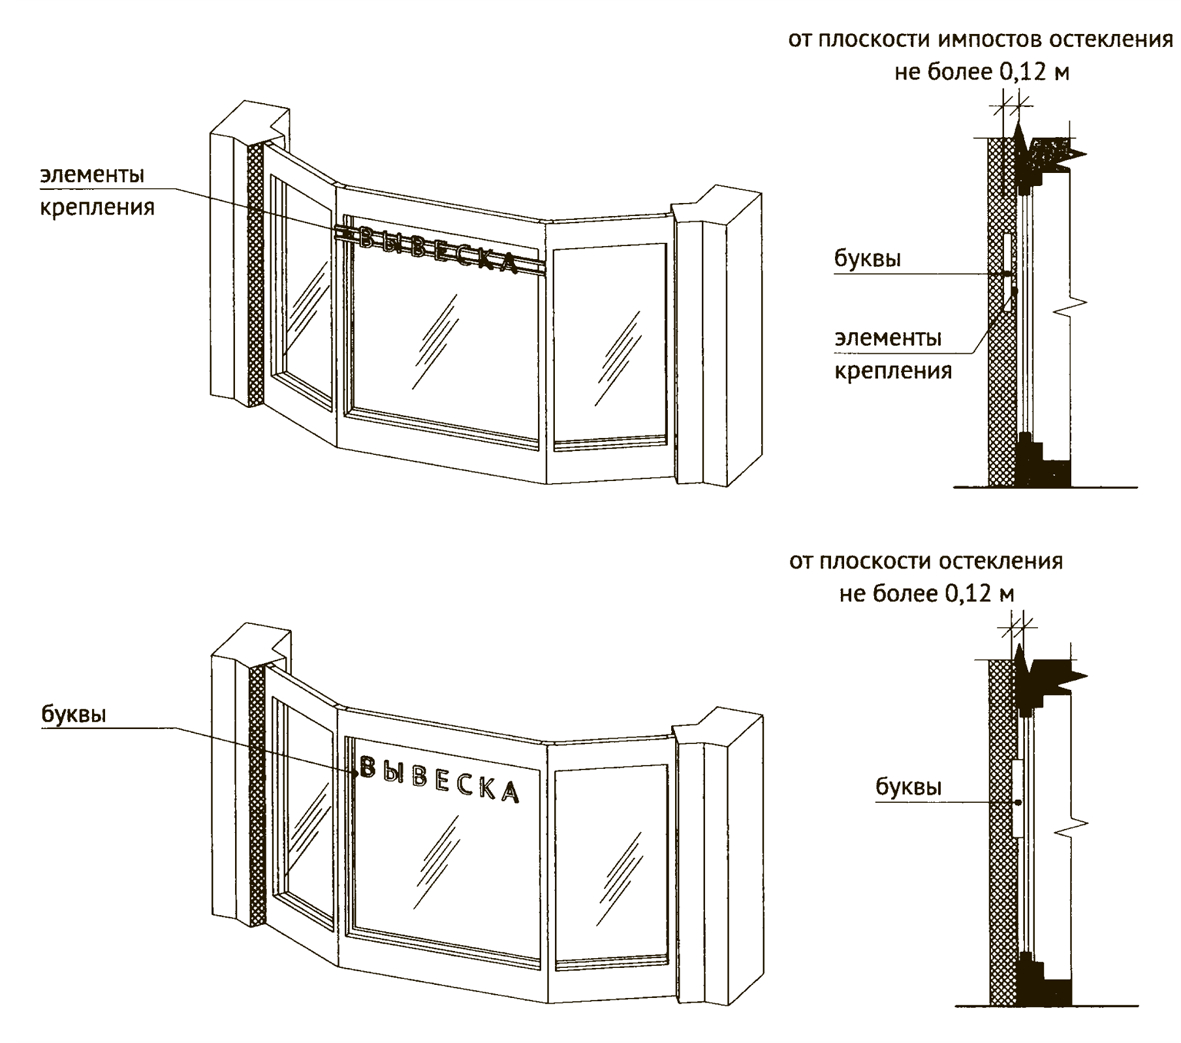 от плоскости импостов остекления
не более 0,12 м
элементы
крепления
ВЫВЕСКА
буквы
элементы
крепления
от плоскости остекления
не более 0,12 м
буквы
ВЫВЕСКА
буквы